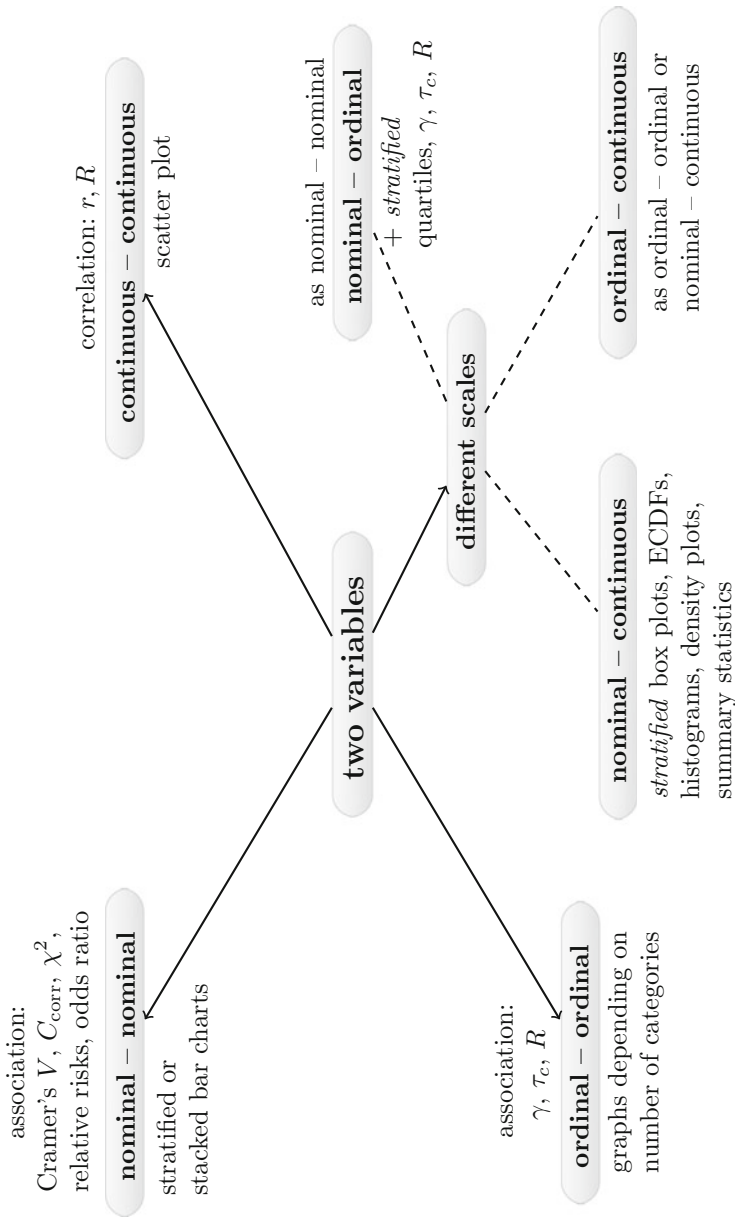 association:
Cramer's V, C_corr, χ²,
relative risks, odds ratio
nominal – nominal
stratified or
stacked bar charts
correlation: r, R
continuous – continuous
scatter plot
two variables
association:
γ, τ_c, R
ordinal – ordinal
graphs depending on
number of categories
different scales
as nominal – nominal
nominal – ordinal
+ stratified
quartiles, γ, τ_c, R
nominal – continuous
stratified box plots, ECDFs,
histograms, density plots,
summary statistics
ordinal – continuous
as ordinal – ordinal or
nominal – continuous